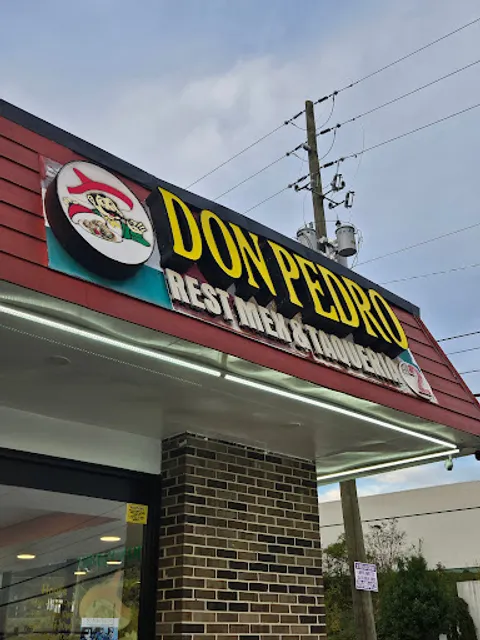 DON PEDRO
REST MEX & TAQUERIA